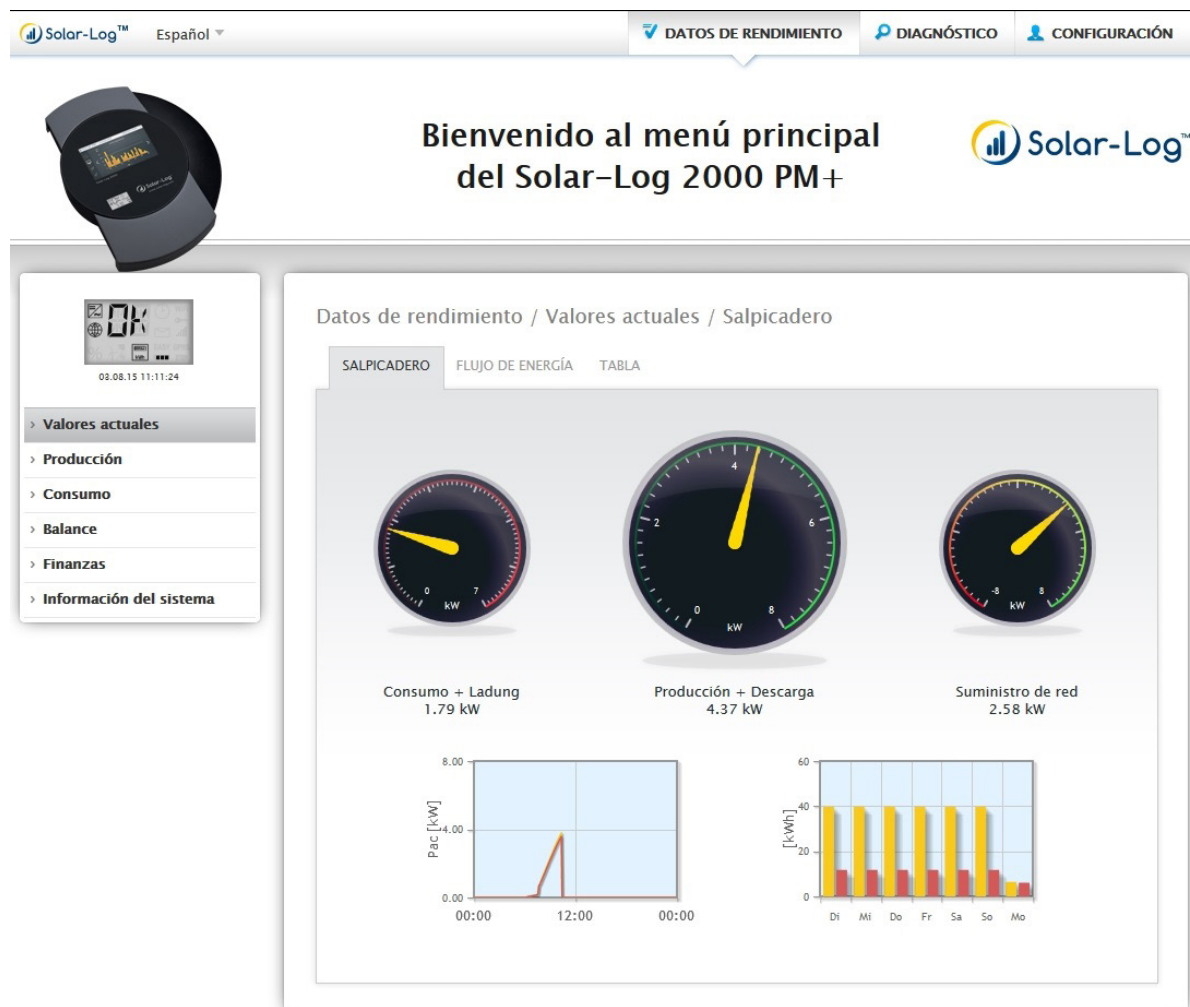 Solar-Log™ Español DATOS DE RENDIMIENTO DIAGNÓSTICO CONFIGURACIÓN
Bienvenido al menú principal
del Solar-Log 2000 PM+
Solar-Log™
Solar-Log
OK
03.08.15 11:11:24
› Valores actuales
› Producción
› Consumo
› Balance
› Finanzas
› Información del sistema
Datos de rendimiento / Valores actuales / Salpicadero
SALPICADERO FLUJO DE ENERGÍA TABLA
0 7
kW
0 2 4 6 8
kW
-8 8
kW
Consumo + Ladung
1.79 kW
Producción + Descarga
4.37 kW
Suministro de red
2.58 kW
8.00
4.00
0.00
Pac [kW]
00:00 12:00 00:00
60
40
20
0
[kWh]
Di Mi Do Fr Sa So Mo